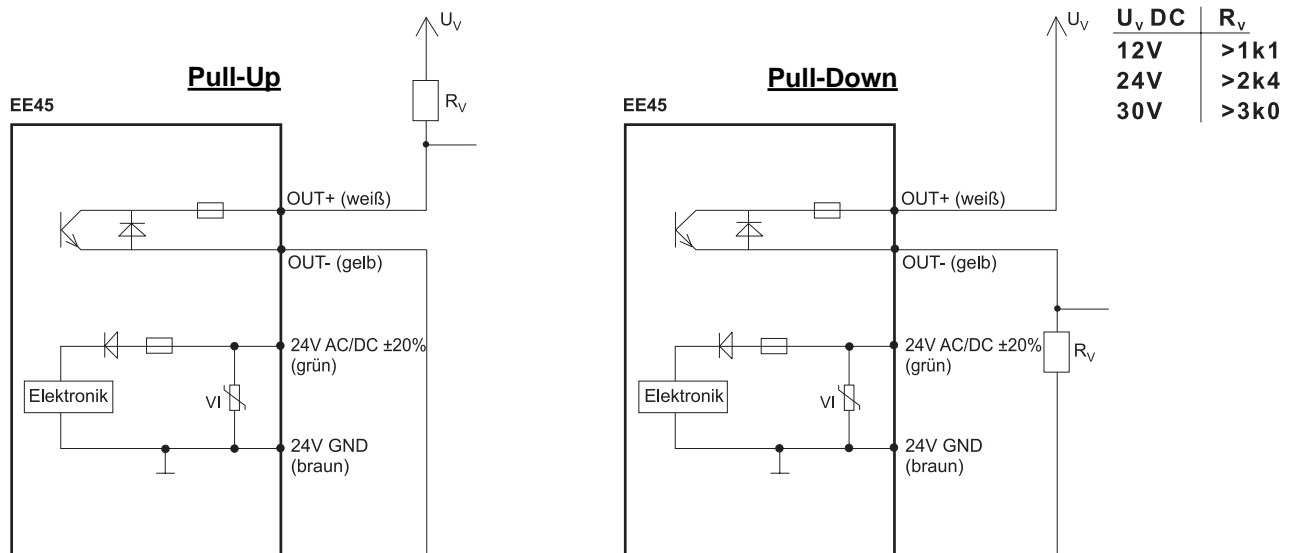 U_V
Pull-Up
R_V
EE45
OUT+ (weiß)
OUT- (gelb)
24V AC/DC ±20%
(grün)
Elektronik
VI
24V GND
(braun)
U_V
Pull-Down
EE45
OUT+ (weiß)
OUT- (gelb)
24V AC/DC ±20%
(grün)
R_V
Elektronik
VI
24V GND
(braun)
U_v DC R_v
12V >1k1
24V >2k4
30V >3k0